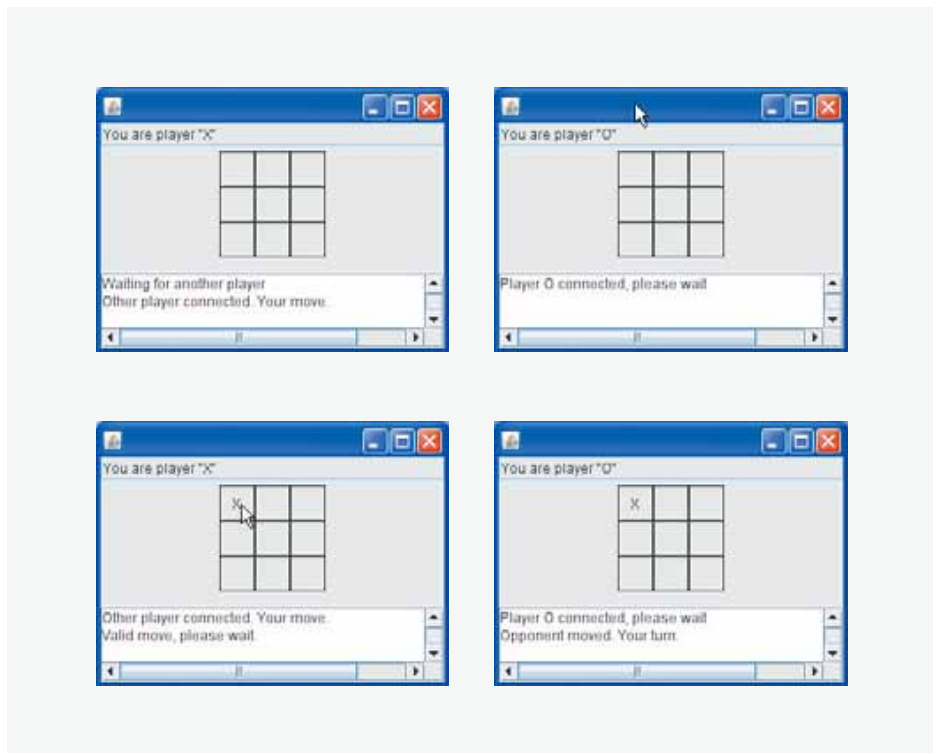 You are player "X"
Waiting for another player
Other player connected. Your move.
You are player "O"
Player O connected, please wait
You are player "X"
X
Other player connected. Your move.
Valid move, please wait.
You are player "O"
X
Player O connected, please wait
Opponent moved. Your turn.